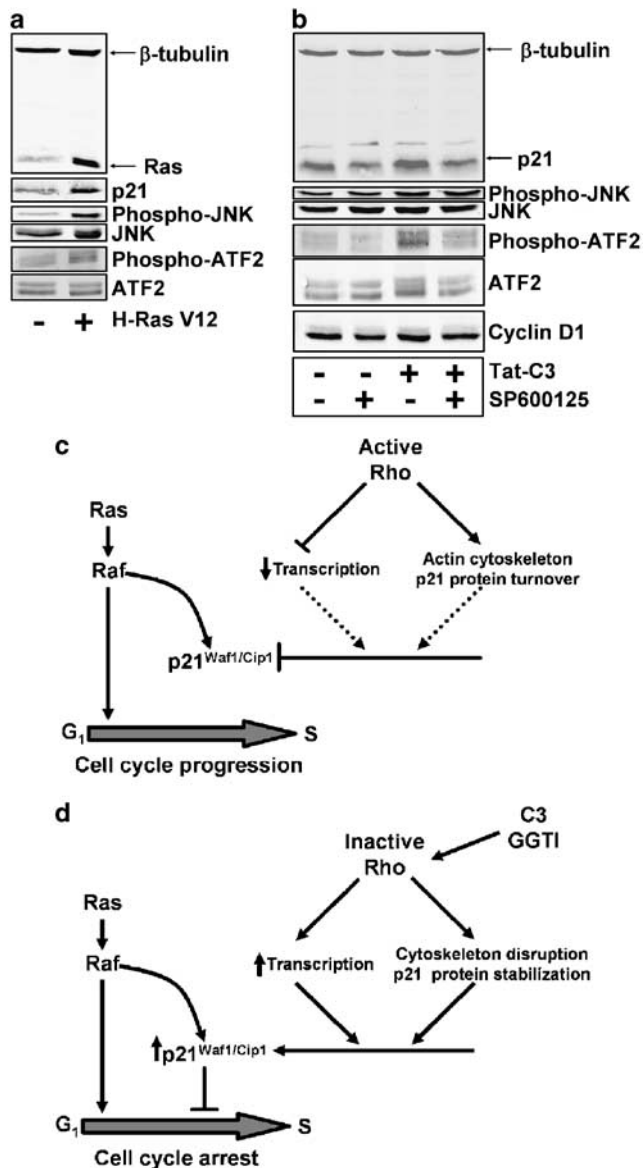 a
β-tubulin
Ras
p21
Phospho-JNK
JNK
Phospho-ATF2
ATF2
- + H-Ras V12
b
β-tubulin
p21
Phospho-JNK
JNK
Phospho-ATF2
ATF2
Cyclin D1
- - + + Tat-C3
- + - + SP600125
c
Active
Rho
Ras
Raf
Transcription
Actin cytoskeleton
p21 protein turnover
p21Waf1/Cip1
G1 S
Cell cycle progression
d
C3
GGTI
Inactive
Rho
Ras
Raf
Transcription
Cytoskeleton disruption
p21 protein stabilization
p21Waf1/Cip1
G1 S
Cell cycle arrest